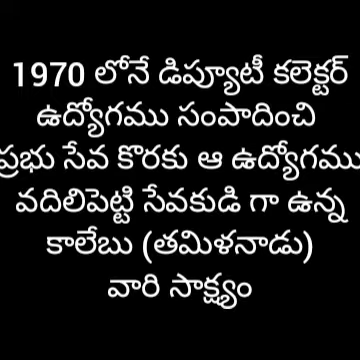 1970 లోనే డిప్యూటీ కలెక్టర్
ఉద్యోగము సంపాదించి
ప్రభు సేవ కొరకు ఆ ఉద్యోగము
వదిలిపెట్టి సేవకుడి గా ఉన్న
కాలేబు (తమిళనాడు)
వారి సాక్ష్యం